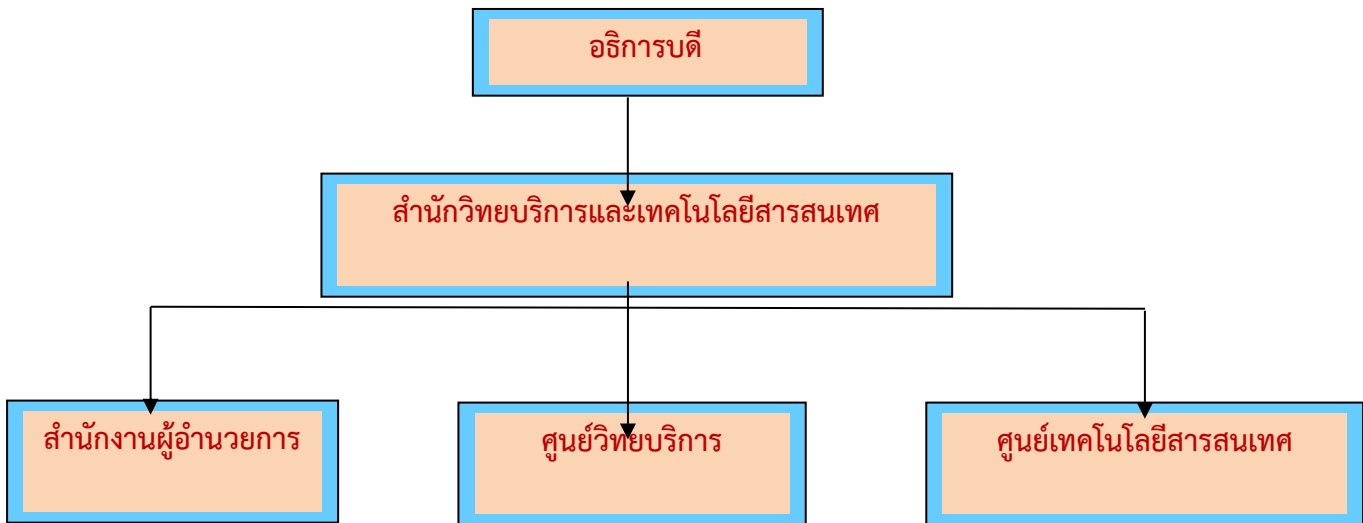 อธิการบดี
สำนักวิทยบริการและเทคโนโลยีสารสนเทศ
สำนักงานผู้อำนวยการ
ศูนย์วิทยบริการ
ศูนย์เทคโนโลยีสารสนเทศ